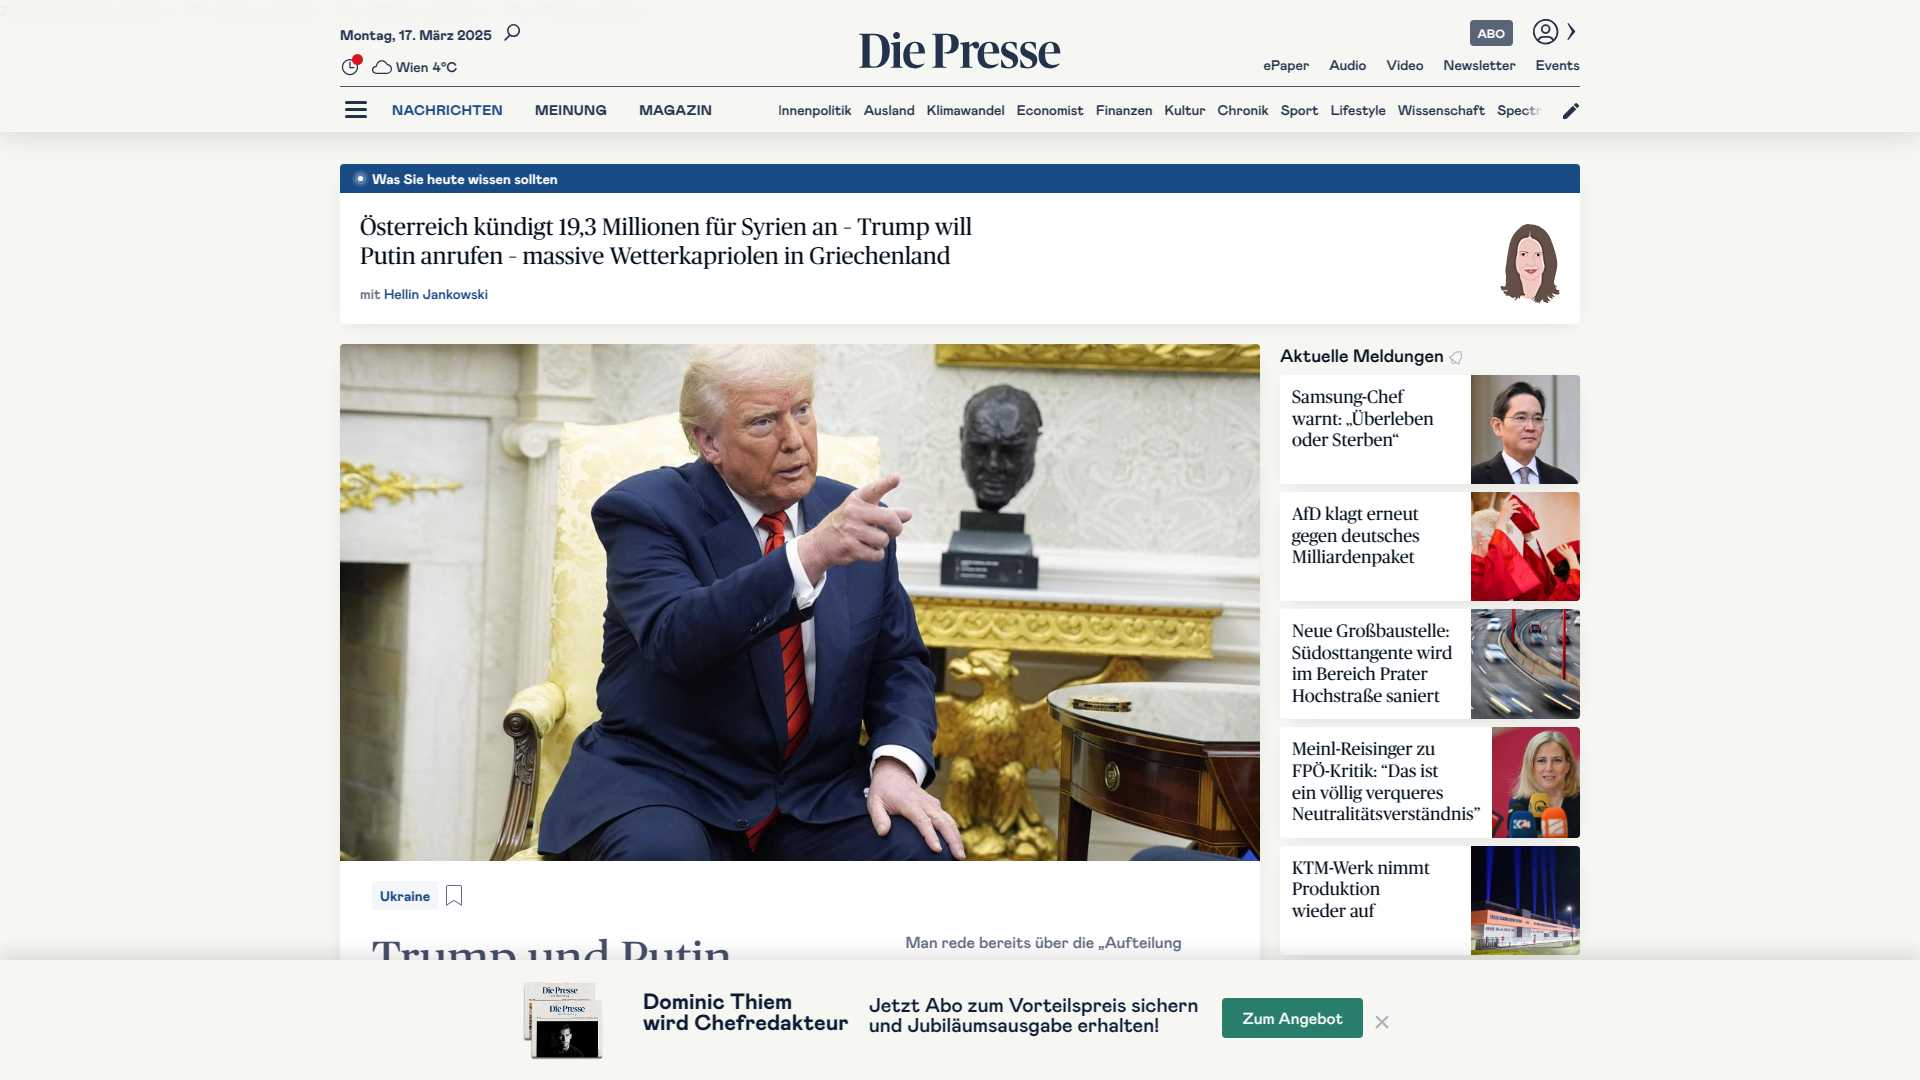 Montag, 17. März 2025
Wien 4°C
Die Presse
ABO
ePaper Audio Video Newsletter Events
NACHRICHTEN MEINUNG MAGAZIN
Innenpolitik Ausland Klimawandel Economist Finanzen Kultur Chronik Sport Lifestyle Wissenschaft Spectr
Was Sie heute wissen sollten
Österreich kündigt 19,3 Millionen für Syrien an – Trump will
Putin anrufen – massive Wetterkapriolen in Griechenland
mit Hellin Jankowski
Ukraine
Trump und Putin
Man rede bereits über die „Aufteilung
Aktuelle Meldungen
Samsung-Chef
warnt: „Überleben
oder Sterben“
AfD klagt erneut
gegen deutsches
Milliardenpaket
Neue Großbaustelle:
Südosttangente wird
im Bereich Prater
Hochstraße saniert
Meinl-Reisinger zu
FPÖ-Kritik: “Das ist
ein völlig verqueres
Neutralitätsverständnis”
KTM-Werk nimmt
Produktion
wieder auf
Die Presse
Die Presse
Dominic Thiem
wird Chefredakteur
Jetzt Abo zum Vorteilspreis sichern
und Jubiläumsausgabe erhalten!
Zum Angebot